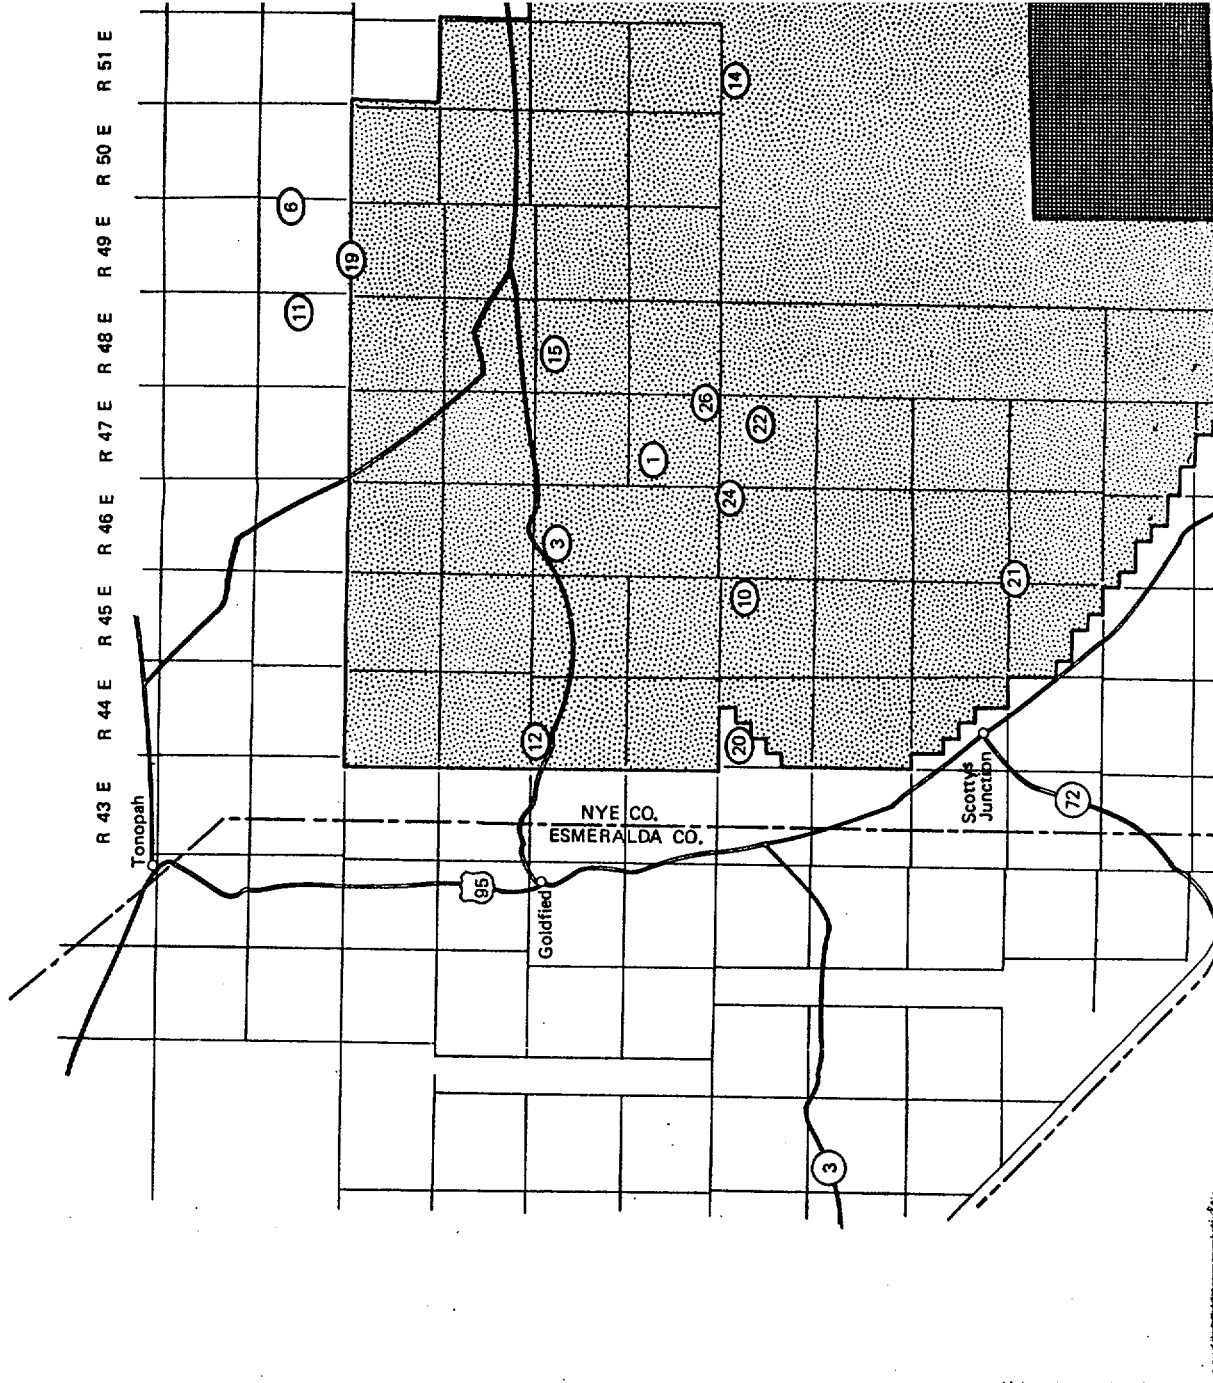 R 43 E R 44 E R 45 E R 46 E R 47 E R 48 E R 49 E R 50 E R 51 E
Tonopah
6
19
11
14
15
26
22
1
24
3
10
21
12
20
NYE CO.
ESMERALDA CO.
95
Goldfied
Scottys
Junction
72
3